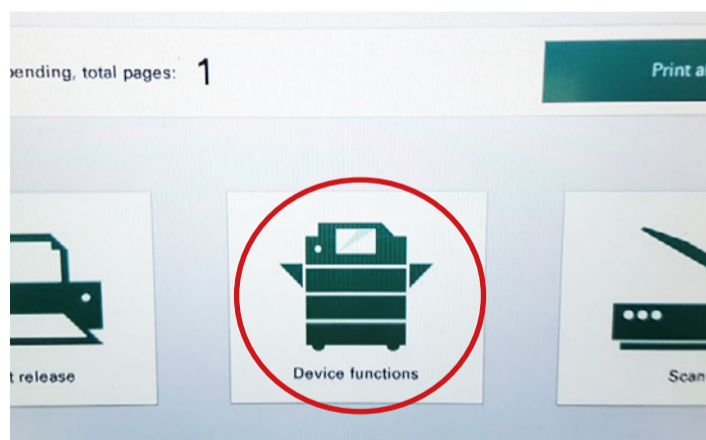 pending, total pages: 1
Print a
t release
Device functions
Scan